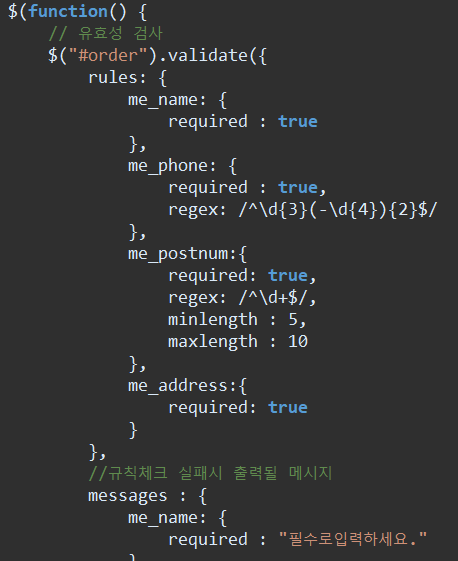 $(function() {
    // 유효성 검사
    $("#order").validate({
        rules: {
            me_name: {
                required : true
            },
            me_phone: {
                required : true,
                regex: /^\d{3}(-\d{4}){2}$/
            },
            me_postnum:{
                required: true,
                regex: /^\d+$/,
                minlength : 5,
                maxlength : 10
            },
            me_address:{
                required: true
            }
        },
        //규칙체크 실패시 출력될 메시지
        messages : {
            me_name: {
                required : "필수로입력하세요."
            }